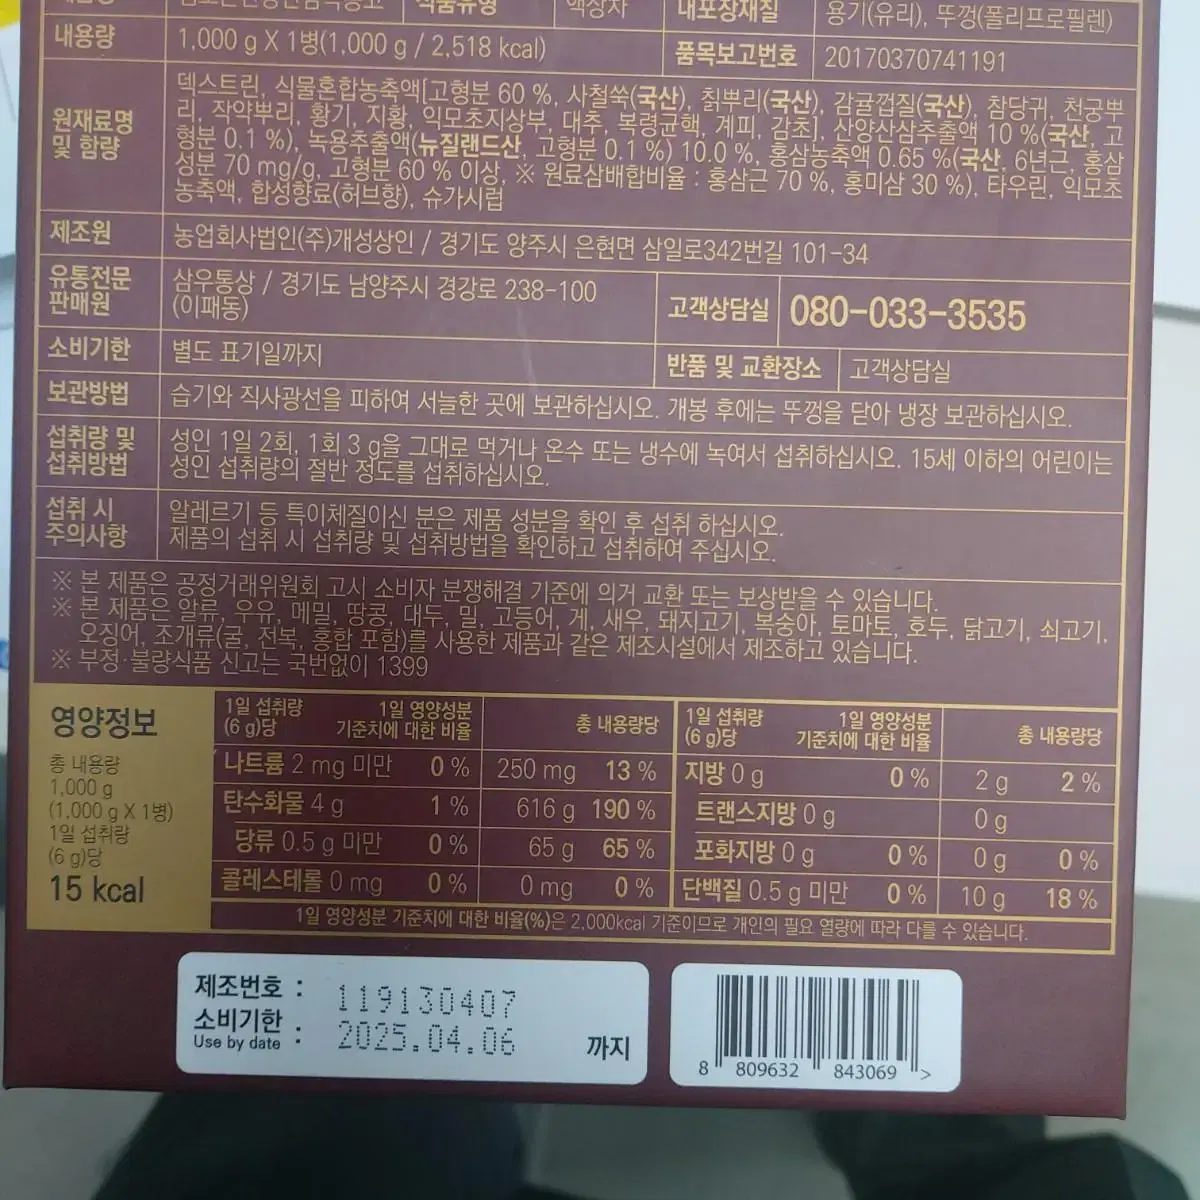 식품유형 액상차 내포장재질 용기(유리), 뚜껑(폴리프로필렌)
내용량 1,000 g X 1병(1,000 g / 2,518 kcal) 품목보고번호 20170370741191
원재료명 및 함량
덱스트린, 식물혼합농축액[고형분 60 %, 사철쑥(국산), 칡뿌리(국산), 감귤껍질(국산), 참당귀, 천궁뿌
리, 작약뿌리, 황기, 지황, 익모초지상부, 대추, 복령균핵, 계피, 감초], 산양산삼추출액 10 %(국산, 고
형분 0.1 %), 녹용추출액(뉴질랜드산, 고형분 0.1 %) 10.0 %, 홍삼농축액 0.65 %(국산, 6년근, 홍삼
성분 70 mg/g, 고형분 60 % 이상, ※ 원료삼배합비율 : 홍삼근 70 %, 홍미삼 30 %), 타우린, 익모초
농축액, 합성향료(허브향), 슈가시럽
제조원 농업회사법인(주)개성상인 / 경기도 양주시 은현면 삼일로342번길 101-34
유통전문 판매원 삼우통상 / 경기도 남양주시 경강로 238-100
(이패동)
고객상담실 080-033-3535
소비기한 별도 표기일까지 반품 및 교환장소 고객상담실
보관방법 습기와 직사광선을 피하여 서늘한 곳에 보관하십시오. 개봉 후에는 뚜껑을 닫아 냉장 보관하십시오.
섭취량 및 섭취방법
성인 1일 2회, 1회 3 g을 그대로 먹거나 온수 또는 냉수에 녹여서 섭취하십시오. 15세 이하의 어린이는
성인 섭취량의 절반 정도를 섭취하십시오.
섭취 시 주의사항
알레르기 등 특이체질이신 분은 제품 성분을 확인 후 섭취 하십시오.
제품의 섭취 시 섭취량 및 섭취방법을 확인하고 섭취하여 주십시오.
※ 본 제품은 공정거래위원회 고시 소비자 분쟁해결 기준에 의거 교환 또는 보상받을 수 있습니다.
※ 본 제품은 알류, 우유, 메밀, 땅콩, 대두, 밀, 고등어, 게, 새우, 돼지고기, 복숭아, 토마토, 호두, 닭고기, 쇠고기,
오징어, 조개류(굴, 전복, 홍합 포함)를 사용한 제품과 같은 제조시설에서 제조하고 있습니다.
※ 부정·불량식품 신고는 국번없이 1399
영양정보
총 내용량
1,000 g
(1,000 g X 1병)
1일 섭취량
(6 g)당
15 kcal
1일 섭취량 (6 g)당 1일 영양성분 기준치에 대한 비율 총 내용량당 1일 섭취량 (6 g)당 1일 영양성분 기준치에 대한 비율 총 내용량당
나트륨 2 mg 미만 0 % 250 mg 13 % 지방 0 g 0 % 2 g 2 %
탄수화물 4 g 1 % 616 g 190 % 트랜스지방 0 g 0 g
당류 0.5 g 미만 0 % 65 g 65 % 포화지방 0 g 0 % 0 g 0 %
콜레스테롤 0 mg 0 % 0 mg 0 % 단백질 0.5 g 미만 0 % 10 g 18 %
1일 영양성분 기준치에 대한 비율(%)은 2,000kcal 기준이므로 개인의 필요 열량에 따라 다를 수 있습니다.
제조번호 : 119130407
소비기한 : 2025.04.06 까지
Use by date
8 809632 843069 >